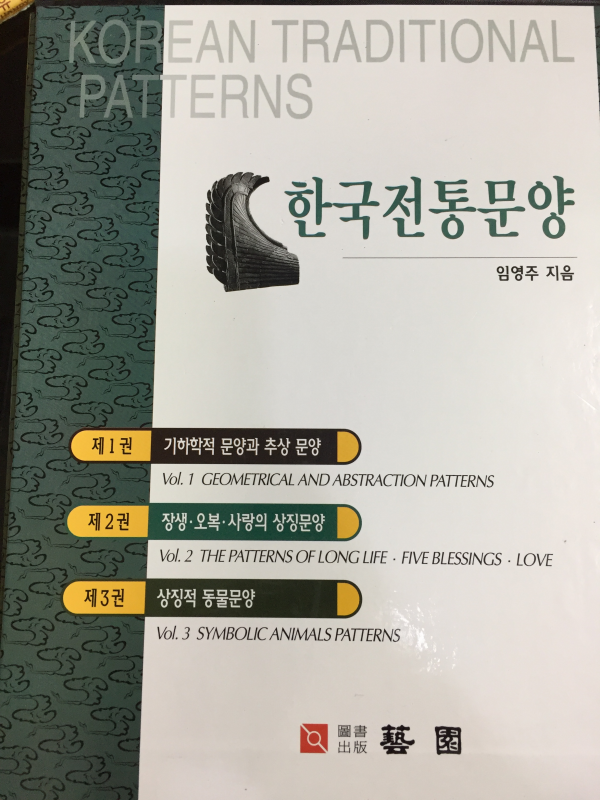 KOREAN TRADITIONAL
PATTERNS
한국전통문양
임영주 지음
제1권 기하학적 문양과 추상 문양
Vol. 1 GEOMETRICAL AND ABSTRACTION PATTERNS
제2권 장생·오복·사랑의 상징문양
Vol. 2 THE PATTERNS OF LONG LIFE · FIVE BLESSINGS · LOVE
제3권 상징적 동물문양
Vol. 3 SYMBOLIC ANIMALS PATTERNS
圖書
出版 藝園